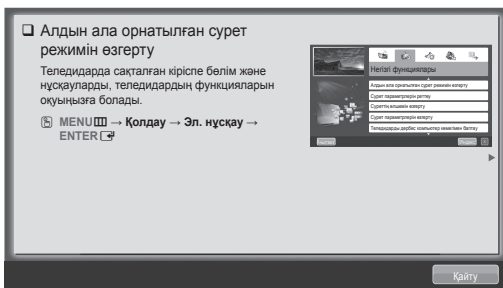 ❑ Алдын ала орнатылған сурет
режимін өзгерту
Теледидарда сақталған кіріспе бөлім және
нұсқауларды, теледидардың функцияларын
оқуыңызға болады.
MENU → Қолдау → Эл. нұсқау →
ENTER
Негізгі функциялары
Алдын ала орнатылған сурет режимін өзгерту
Сурет параметрлерін реттеу
Суреттің өлшемін өзгерту
Сурет параметрлерін өзгерту
Теледидарды дербес компьютер көмегімен баптау
Индекс
Қайту